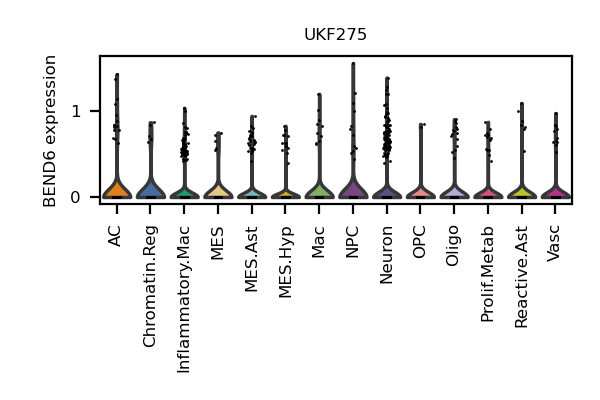 UKF275
BEND6 expression
1
0
AC
Chromatin.Reg
Inflammatory.Mac
MES
MES.Ast
MES.Hyp
Mac
NPC
Neuron
OPC
Oligo
Prolif.Metab
Reactive.Ast
Vasc